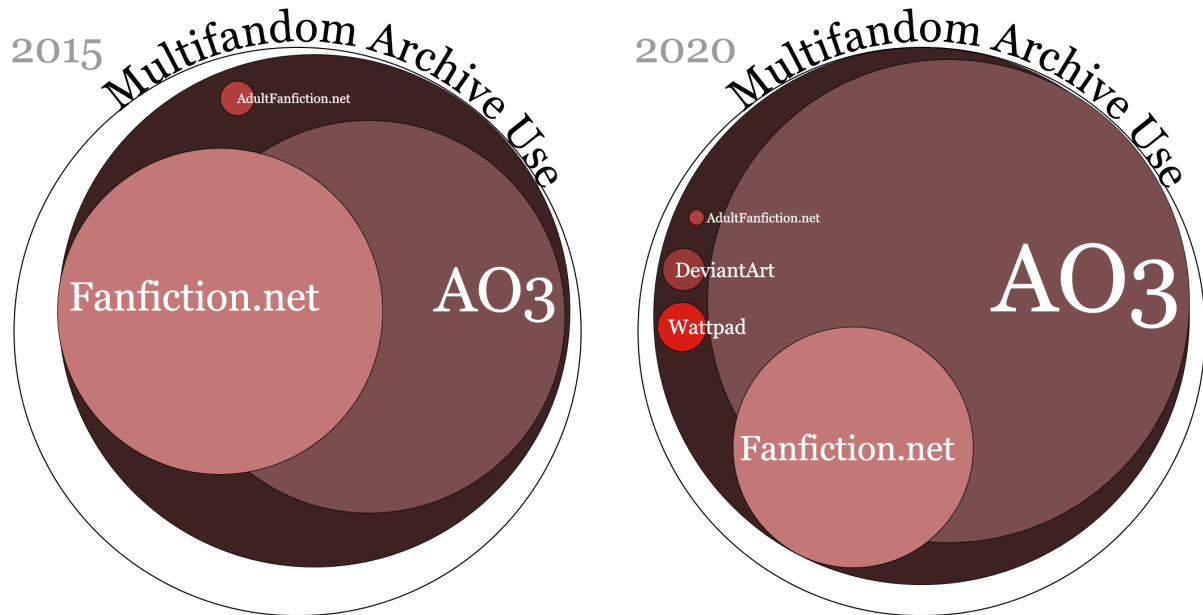 2015
Multifandom Archive Use
AdultFanfiction.net
Fanfiction.net
AO3
2020
Multifandom Archive Use
AdultFanfiction.net
DeviantArt
AO3
Wattpad
Fanfiction.net